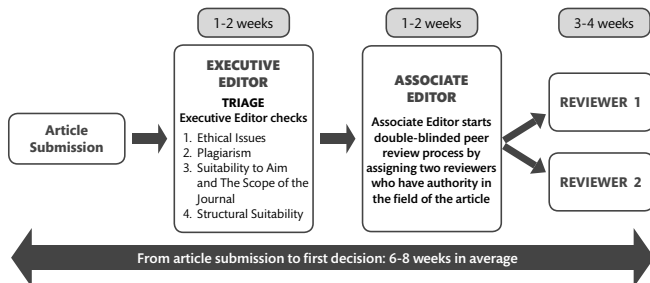 1-2 weeks
1-2 weeks
3-4 weeks
Article
Submission
EXECUTIVE
EDITOR
TRIAGE
Executive Editor checks
1. Ethical Issues
2. Plagiarism
3. Suitability to Aim
and The Scope of the
Journal
4. Structural Suitability
ASSOCIATE
EDITOR
Associate Editor starts
double-blinded peer
review process by
assigning two reviewers
who have authority in
the field of the article
REVIEWER 1
REVIEWER 2
From article submission to first decision: 6-8 weeks in average